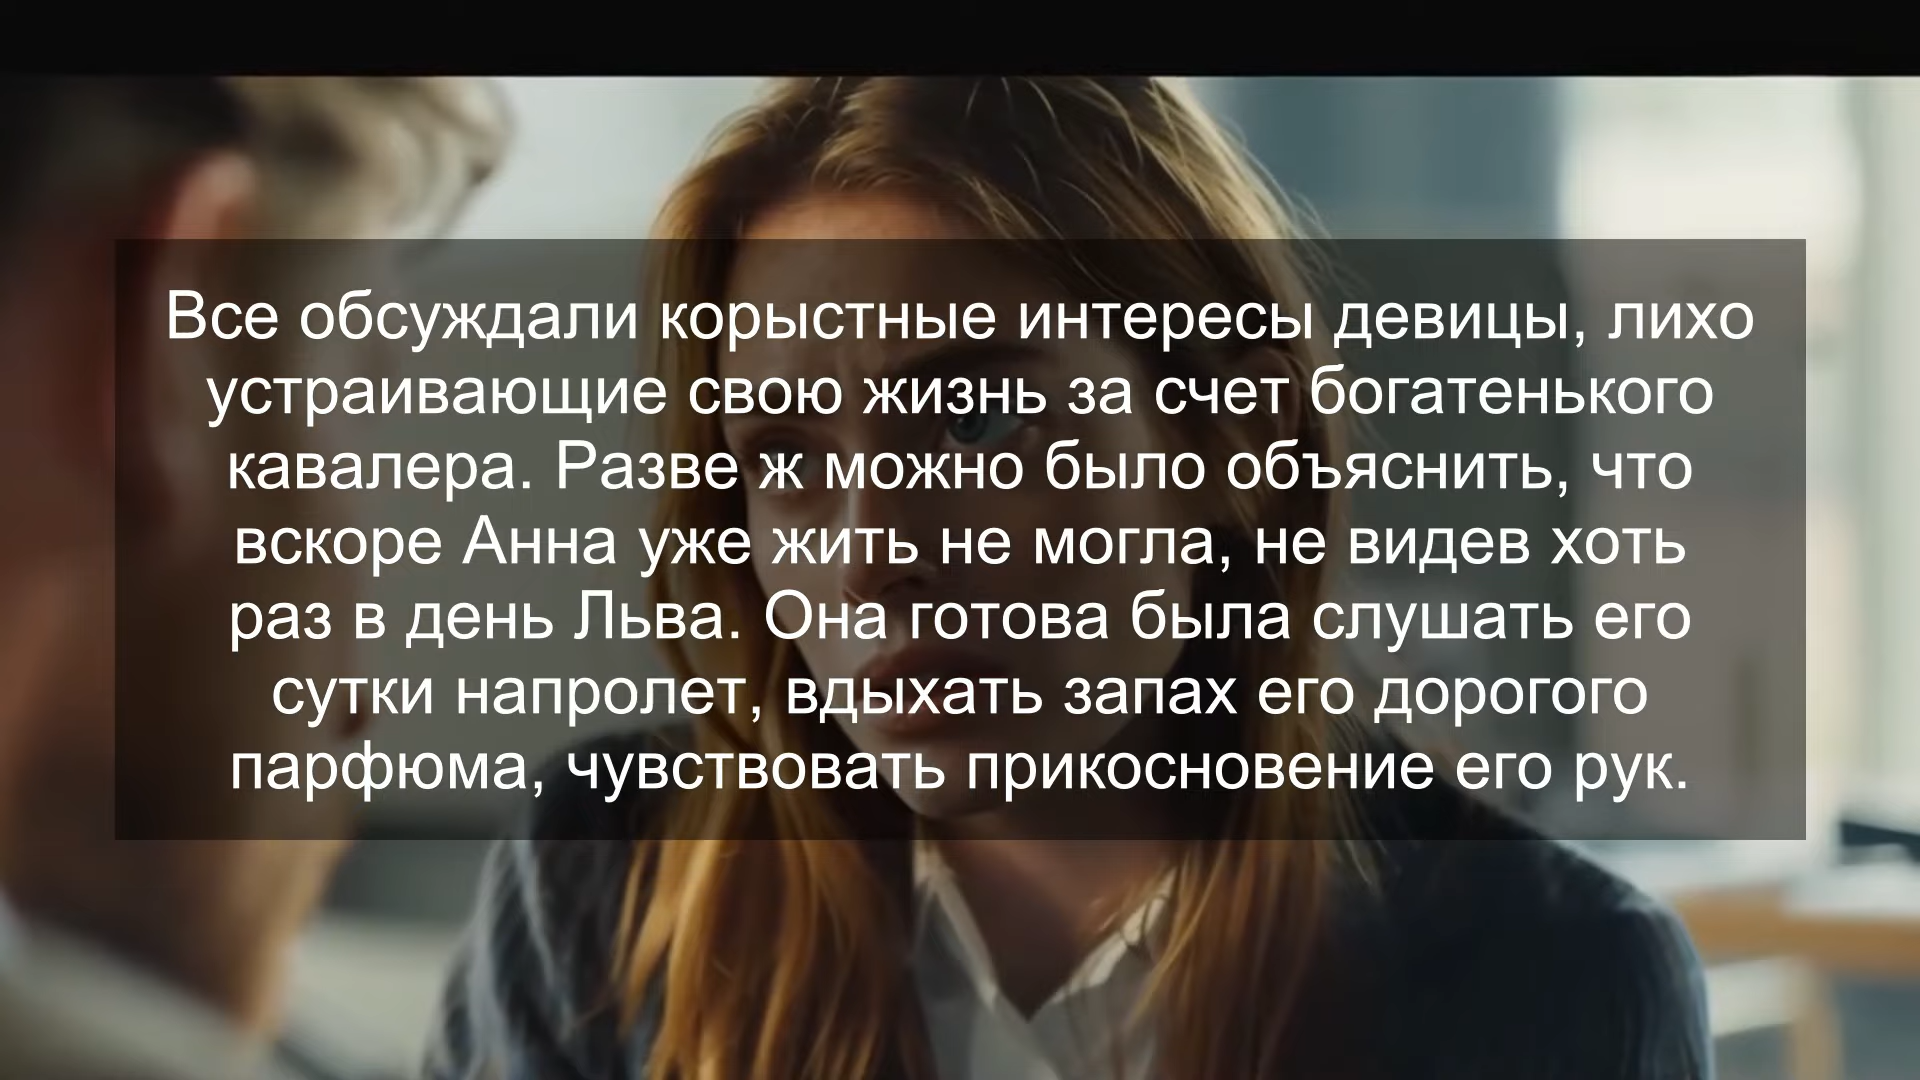 Все обсуждали корыстные интересы девицы, лихо
устраивающие свою жизнь за счет богатенького
кавалера. Разве ж можно было объяснить, что
вскоре Анна уже жить не могла, не видев хоть
раз в день Льва. Она готова была слушать его
сутки напролет, вдыхать запах его дорогого
парфюма, чувствовать прикосновение его рук.